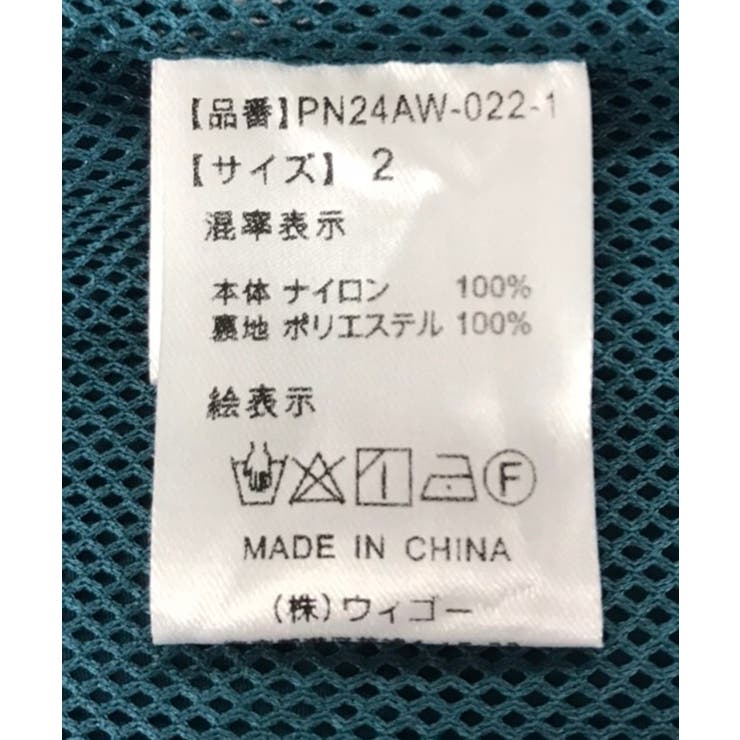 【品番】PN24AW-022-1
【サイズ】 2
混率表示
本体 ナイロン 100%
裏地 ポリエステル 100%
絵表示
F
MADE IN CHINA
(株)ウィゴー